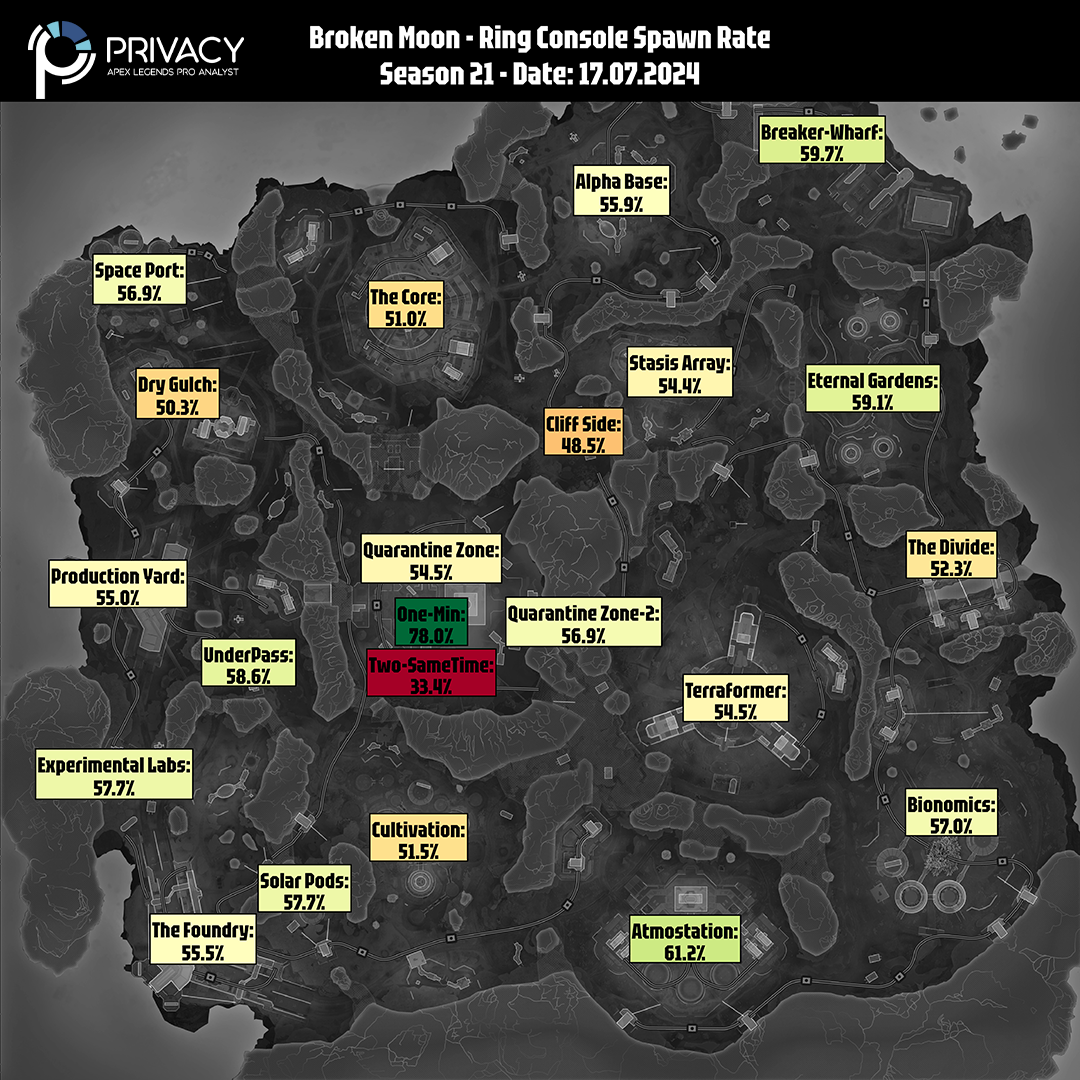 PRIVACY
APEX LEGENDS PRO ANALYST
Broken Moon - Ring Console Spawn Rate
Season 21 - Date: 17.07.2024
Breaker-Wharf:
59.7%
Alpha Base:
55.9%
Space Port:
56.9%
The Core:
51.0%
Stasis Array:
54.4%
Dry Gulch:
50.3%
Eternal Gardens:
59.1%
Cliff Side:
48.5%
Quarantine Zone:
54.5%
The Divide:
52.3%
Production Yard:
55.0%
One-Min:
78.0%
Quarantine Zone-2:
56.9%
UnderPass:
58.6%
Two-SameTime:
33.4%
Terraformer:
54.5%
Experimental Labs:
57.7%
Bionomics:
57.0%
Cultivation:
51.5%
Solar Pods:
57.7%
The Foundry:
55.5%
Atmostation:
61.2%